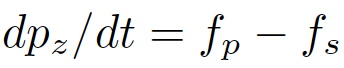 dp_z/dt = f_p − f_s